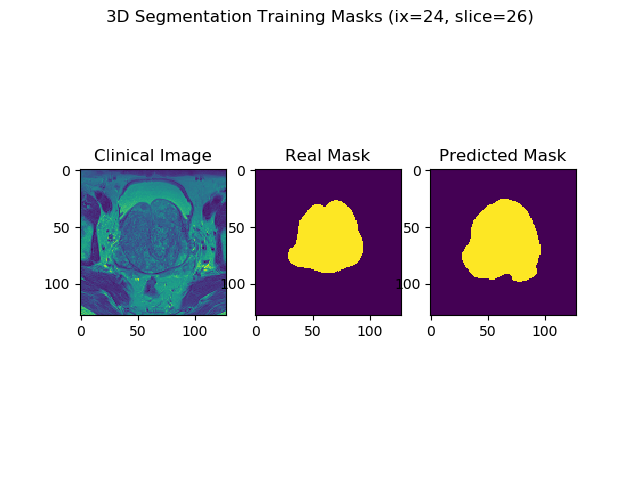 3D Segmentation Training Masks (ix=24, slice=26)
Clinical Image Real Mask Predicted Mask
0 0 0
50 50 50
100 100 100
0 50 100 0 50 100 0 50 100